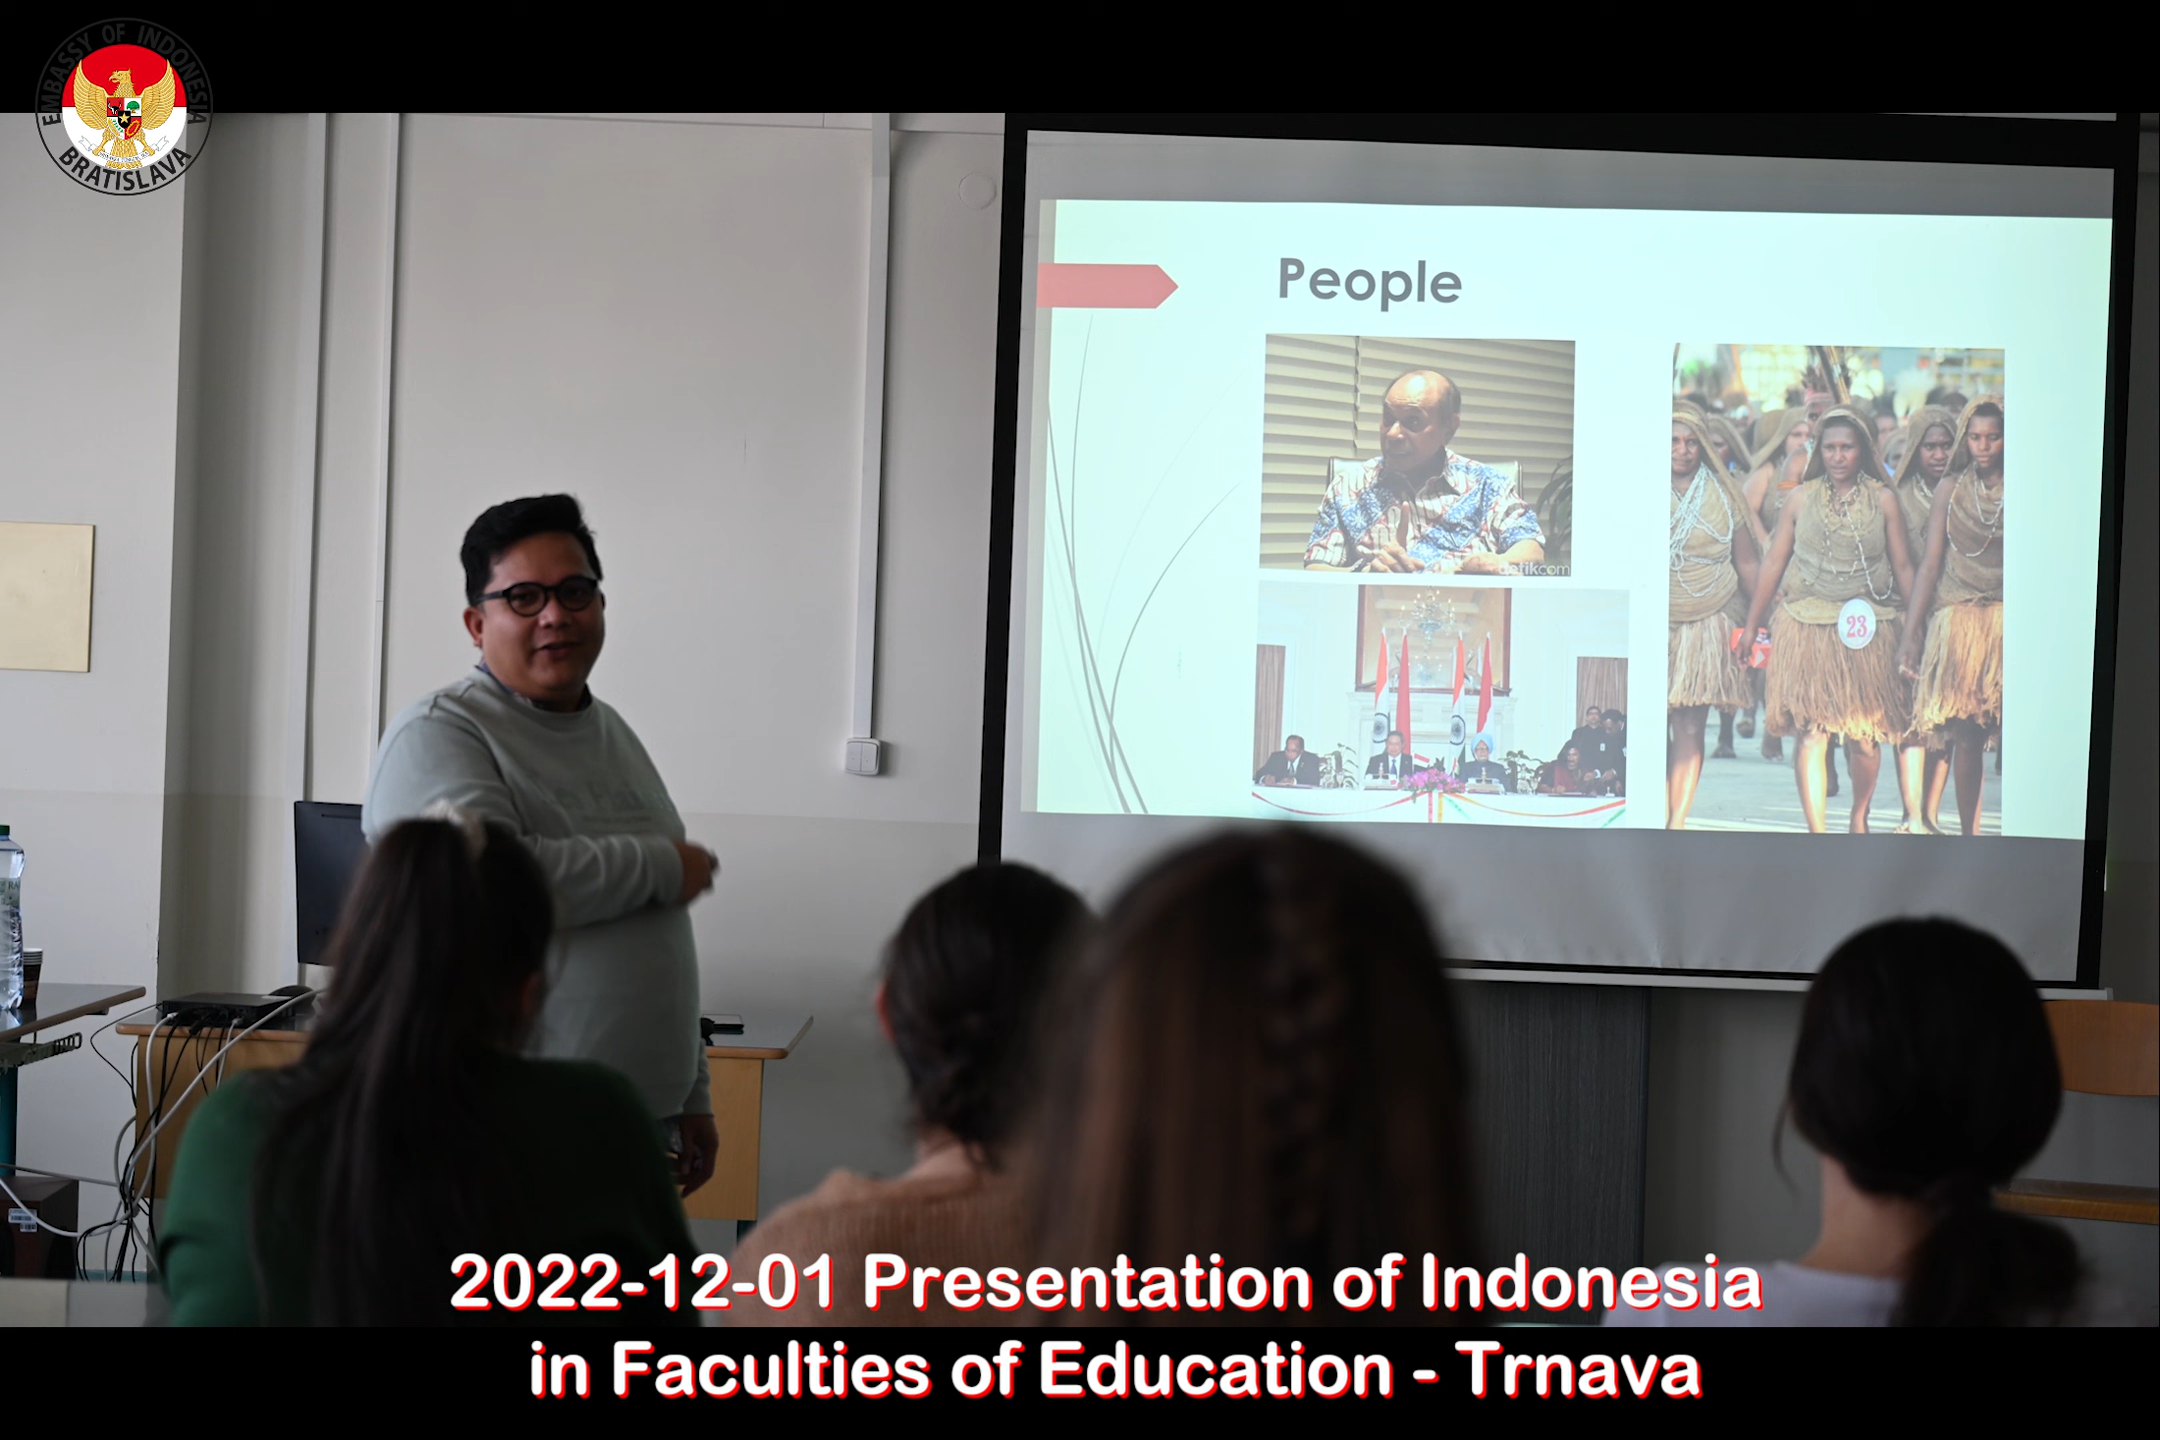 EMBASSY OF INDONESIA
BRATISLAVA
People
detikcom
23
2022-12-01 Presentation of Indonesia
in Faculties of Education - Trnava